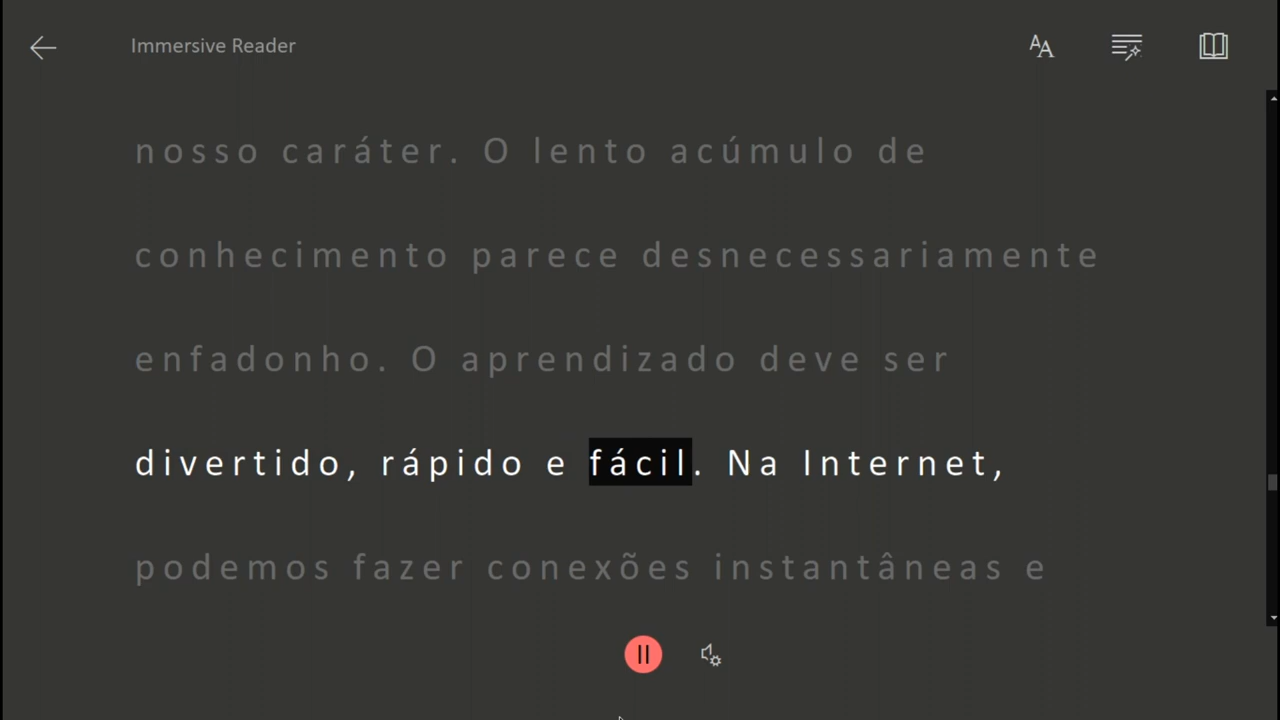 Immersive Reader
nosso caráter. O lento acúmulo de
conhecimento parece desnecessariamente
enfadonho. O aprendizado deve ser
divertido, rápido e fácil. Na Internet,
podemos fazer conexões instantâneas e